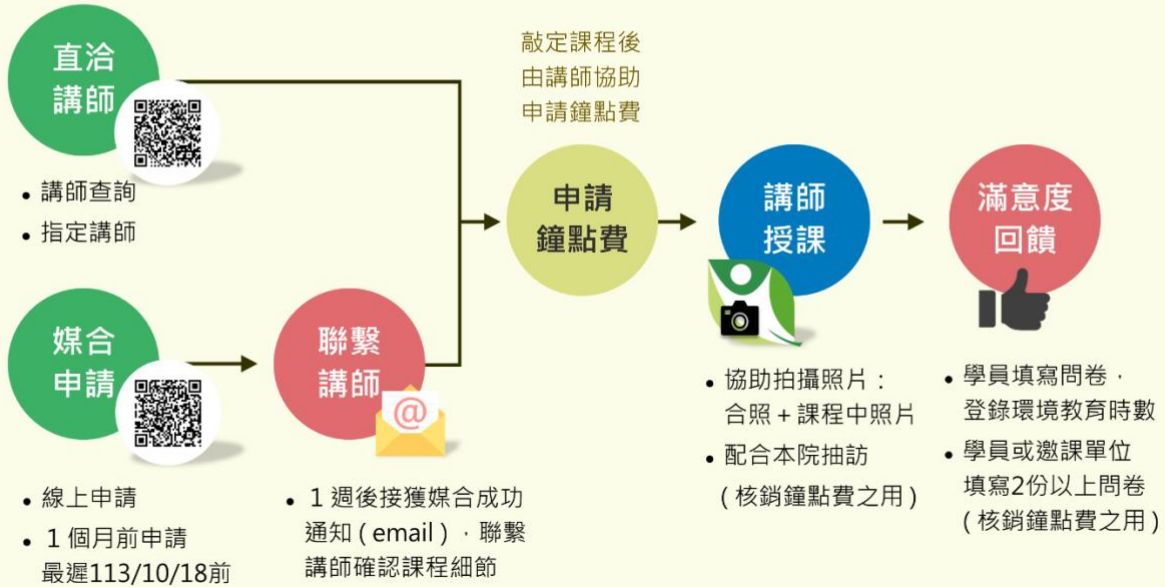 直洽
講師
• 講師查詢
• 指定講師
敲定課程後
由講師協助
申請鐘點費
申請
鐘點費
講師
授課
滿意度
回饋
媒合
申請
聯繫
講師
@
• 線上申請
• 1 個月前申請
最遲113/10/18前
• 1 週後接獲媒合成功
通知 ( email ) ，聯繫
講師確認課程細節
• 協助拍攝照片：
合照 + 課程中照片
• 配合本院抽訪
( 核銷鐘點費之用 )
• 學員填寫問卷，
登錄環境教育時數
• 學員或邀課單位
填寫2份以上問卷
( 核銷鐘點費之用 )